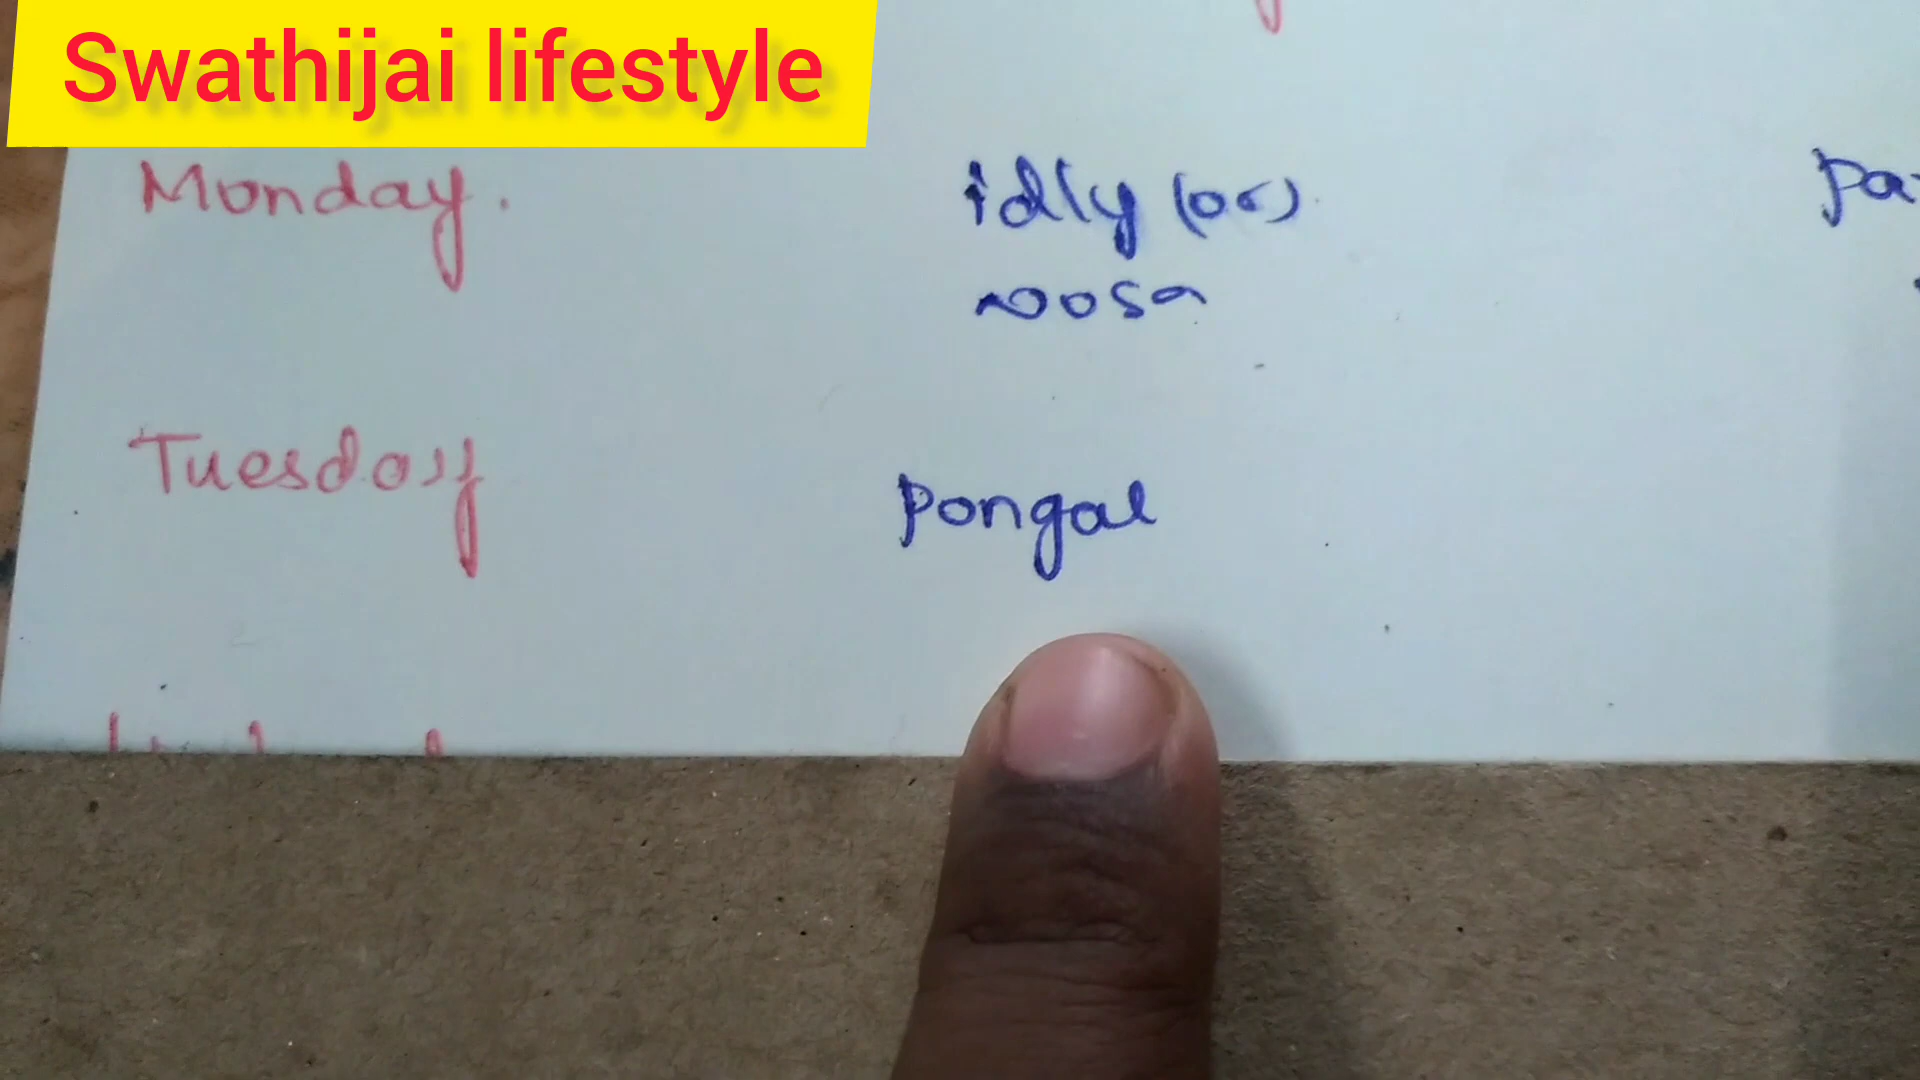 Swathijai lifestyle
Monday.
idly (or)
Dosa
Tuesday
Pongal